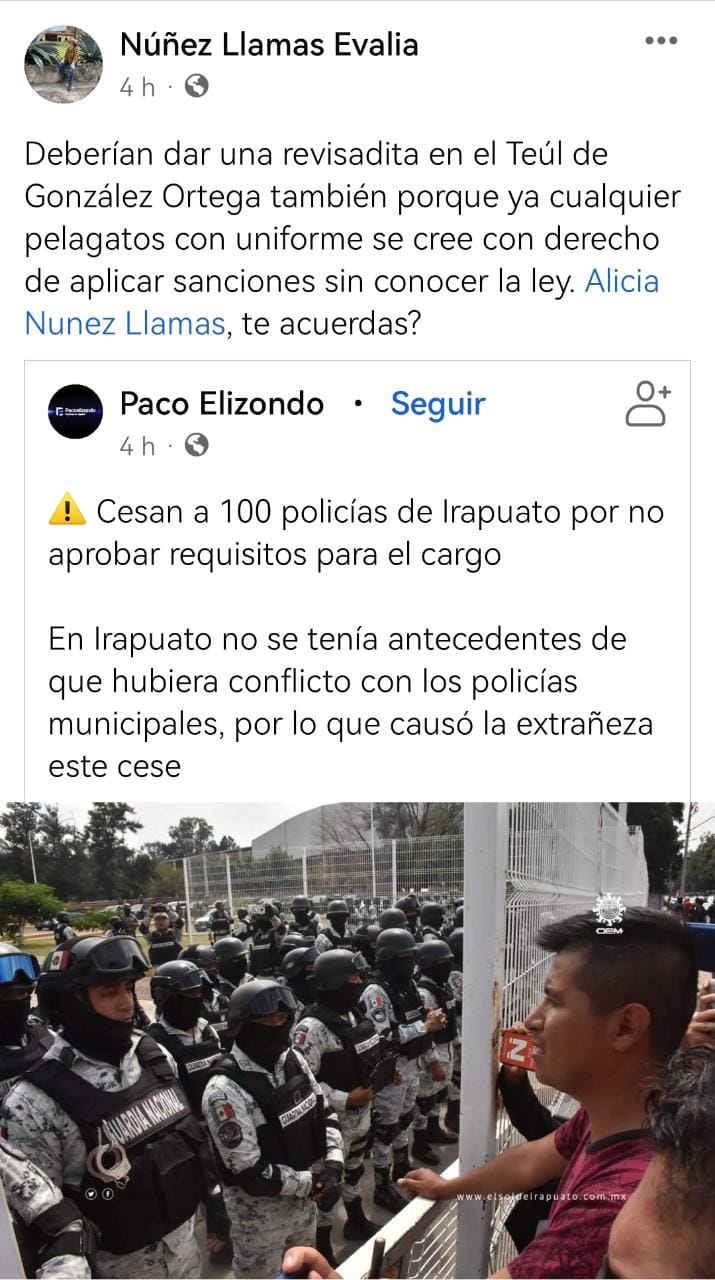 Núñez Llamas Evalia
4 h ·
Deberían dar una revisadita en el Teúl de
González Ortega también porque ya cualquier
pelagatos con uniforme se cree con derecho
de aplicar sanciones sin conocer la ley. Alicia
Nunez Llamas, te acuerdas?
Paco Elizondo • Seguir
4 h ·
⚠️ Cesan a 100 policías de Irapuato por no
aprobar requisitos para el cargo
En Irapuato no se tenía antecedentes de
que hubiera conflicto con los policías
municipales, por lo que causó la extrañeza
este cese
OEM
GUARDIA NACIONAL
www.elsoldeirapuato.com.mx